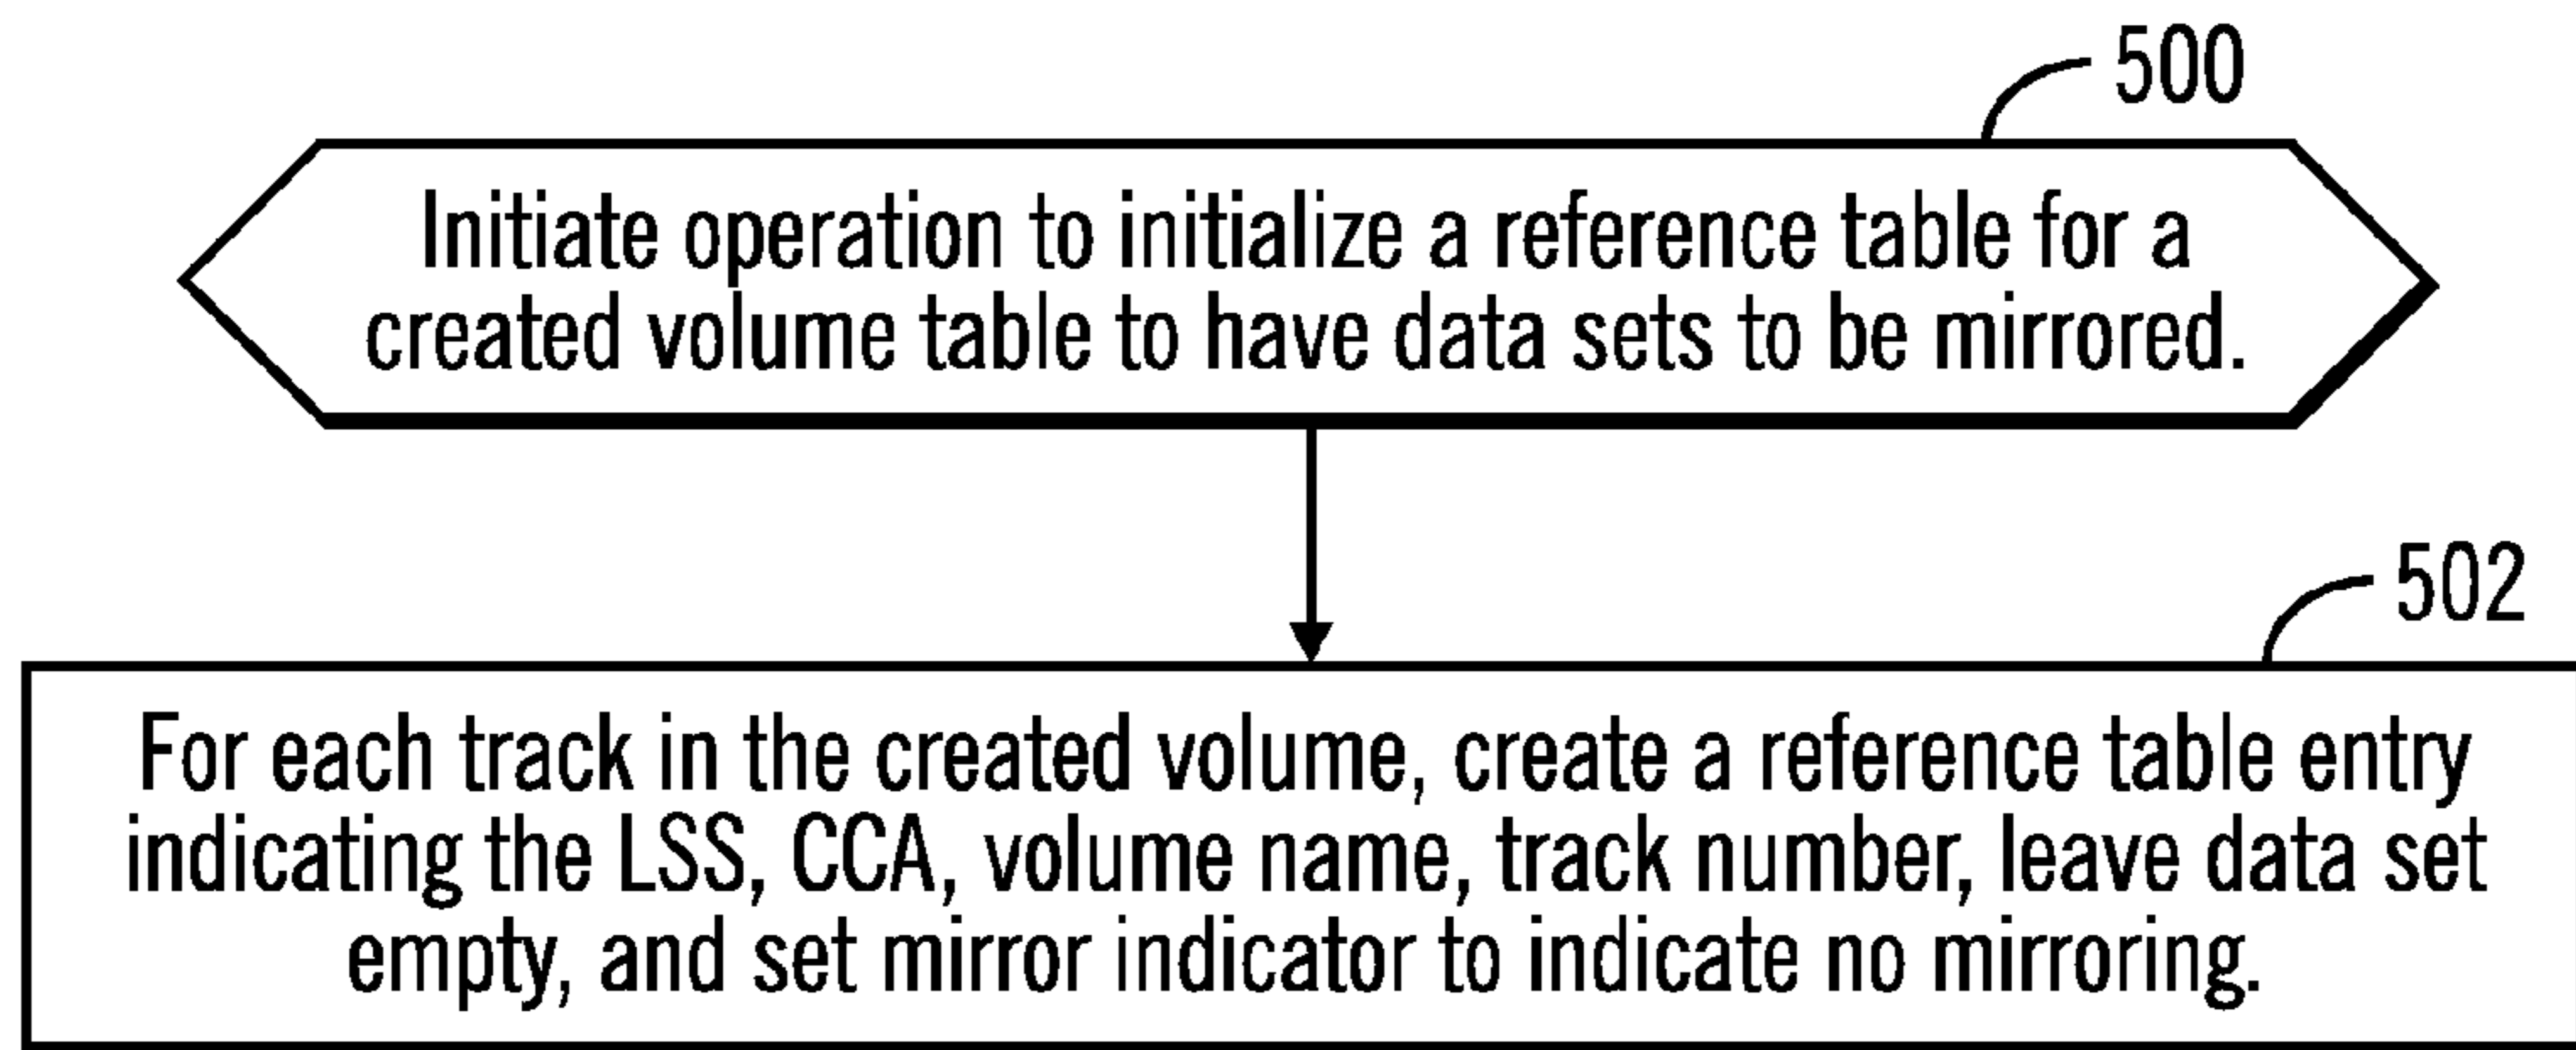 500
Initiate operation to initialize a reference table for a
created volume table to have data sets to be mirrored.
502
For each track in the created volume, create a reference table entry
indicating the LSS, CCA, volume name, track number, leave data set
empty, and set mirror indicator to indicate no mirroring.